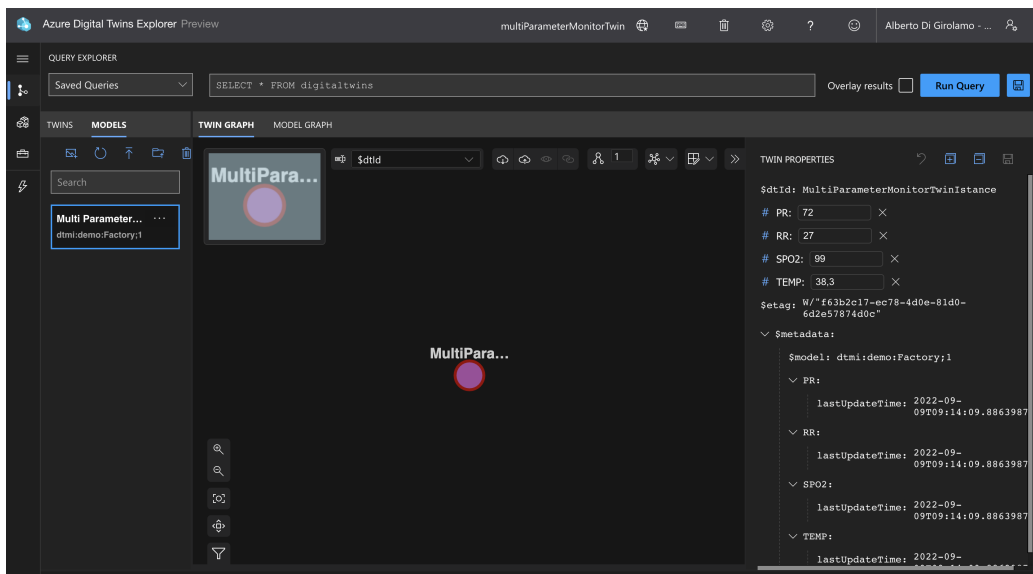 Azure Digital Twins Explorer Preview
multiParameterMonitorTwin
?
Alberto Di Girolamo - ...
QUERY EXPLORER
Saved Queries
SELECT * FROM digitaltwins
Overlay results
Run Query
TWINS MODELS
TWIN GRAPH MODEL GRAPH
Search
Multi Parameter... ...
dtmi:demo:Factory;1
MultiPara...
$dtId
1
MultiPara...
TWIN PROPERTIES
$dtId: MultiParameterMonitorTwinIstance
# PR: 72
# RR: 27
# SPO2: 99
# TEMP: 38,3
$etag: W/"f63b2c17-ec78-4d0e-81d0-
6d2e57874d0c"
$metadata:
$model: dtmi:demo:Factory;1
PR:
lastUpdateTime: 2022-09-
09T09:14:09.8863987
RR:
lastUpdateTime: 2022-09-
09T09:14:09.8863987
SPO2:
lastUpdateTime: 2022-09-
09T09:14:09.8863987
TEMP:
lastUpdateTime: 2022-09-